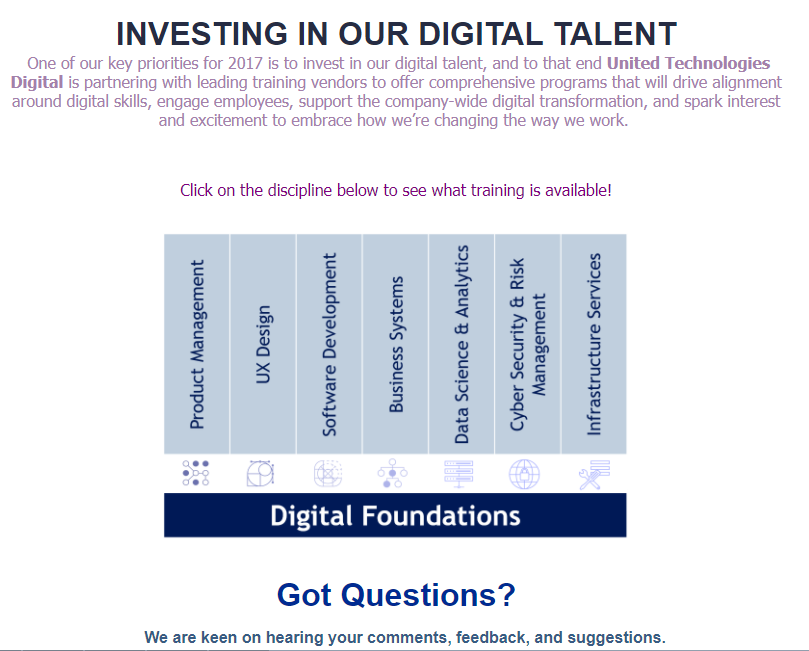 INVESTING IN OUR DIGITAL TALENT
One of our key priorities for 2017 is to invest in our digital talent, and to that end United Technologies
Digital is partnering with leading training vendors to offer comprehensive programs that will drive alignment
around digital skills, engage employees, support the company-wide digital transformation, and spark interest
and excitement to embrace how we’re changing the way we work.
Click on the discipline below to see what training is available!
Product Management
UX Design
Software Development
Business Systems
Data Science & Analytics
Cyber Security & Risk
Management
Infrastructure Services
Digital Foundations
Got Questions?
We are keen on hearing your comments, feedback, and suggestions.